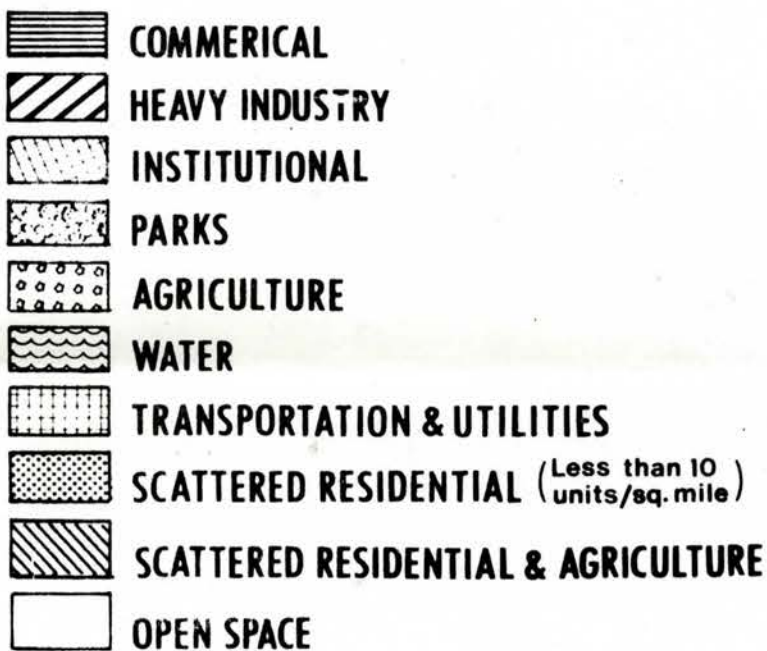 COMMERICAL
HEAVY INDUSTRY
INSTITUTIONAL
PARKS
AGRICULTURE
WATER
TRANSPORTATION & UTILITIES
SCATTERED RESIDENTIAL (Less than 10
units/sq. mile)
SCATTERED RESIDENTIAL & AGRICULTURE
OPEN SPACE